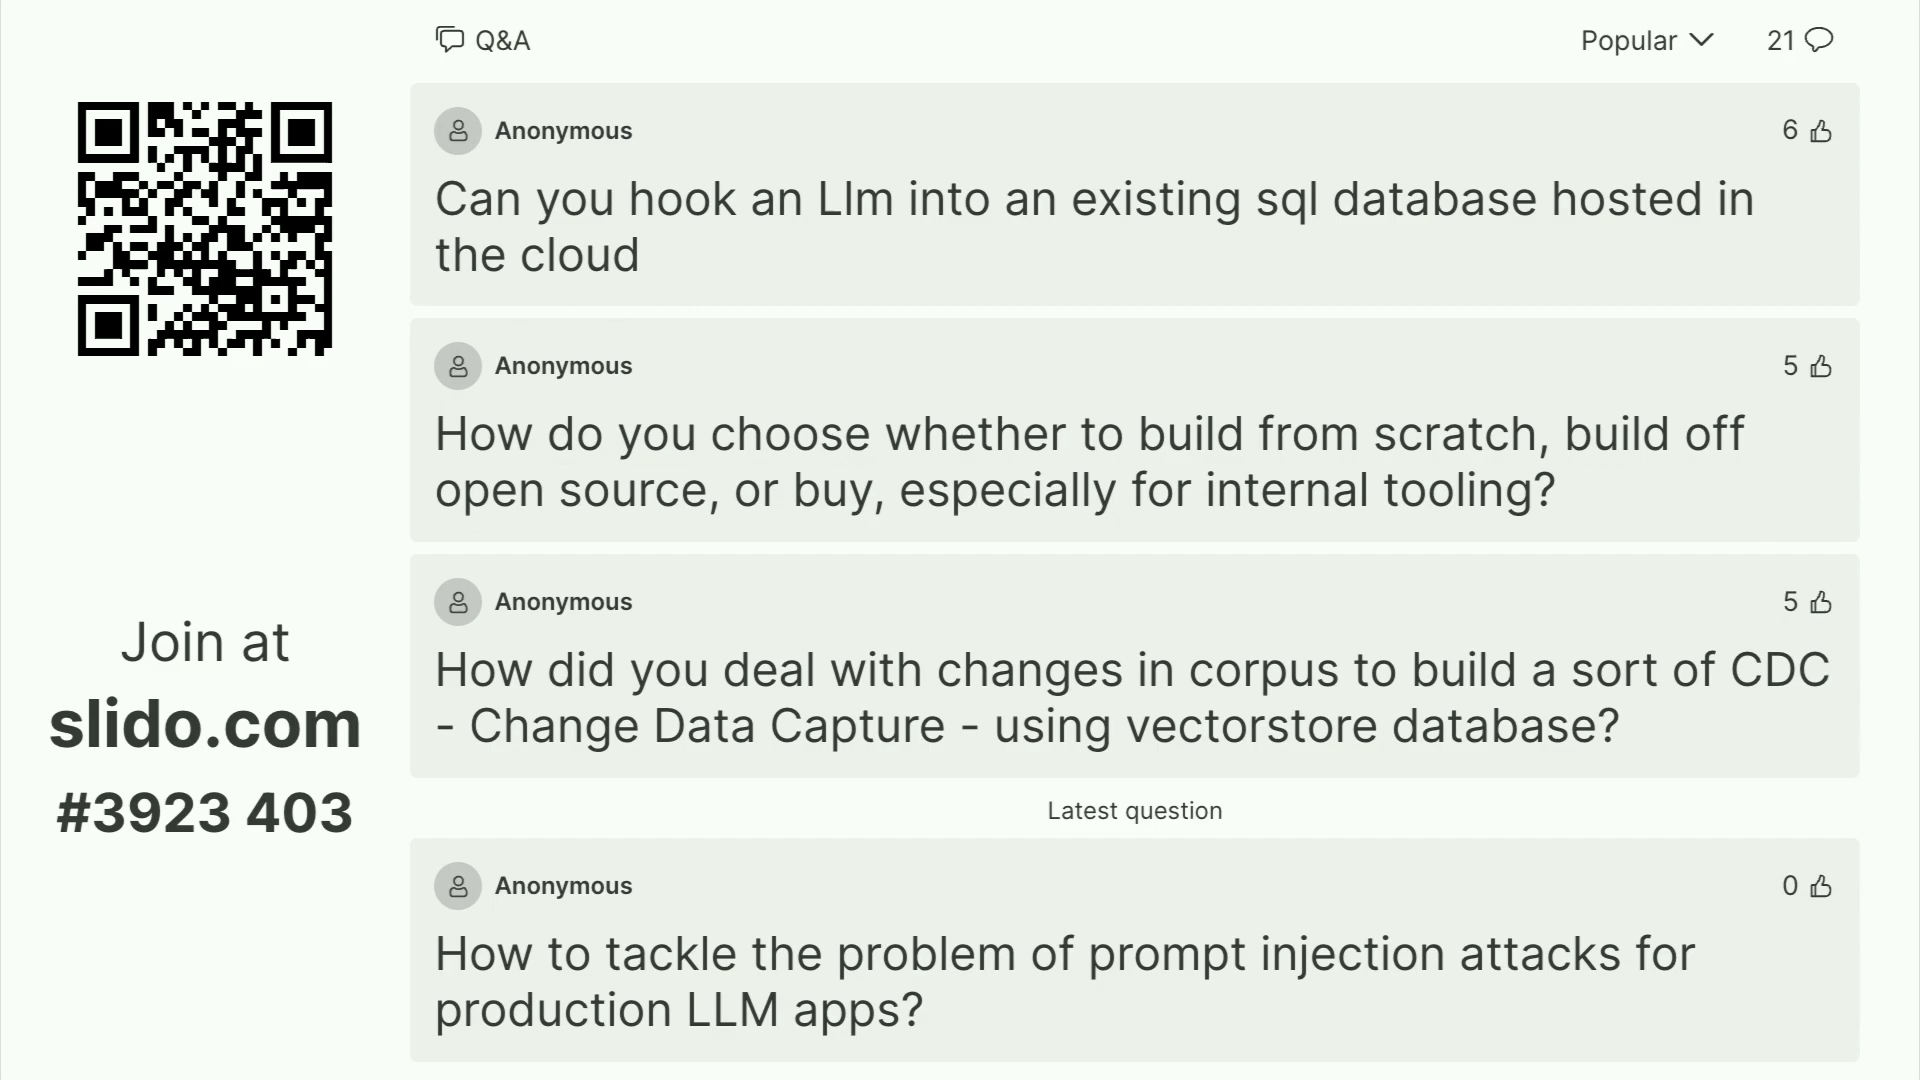 Q&A
Popular
21
Anonymous
6
Can you hook an Llm into an existing sql database hosted in
the cloud
Anonymous
5
How do you choose whether to build from scratch, build off
open source, or buy, especially for internal tooling?
Anonymous
5
How did you deal with changes in corpus to build a sort of CDC
- Change Data Capture - using vectorstore database?
Latest question
Anonymous
0
How to tackle the problem of prompt injection attacks for
production LLM apps?
Join at
slido.com
#3923 403